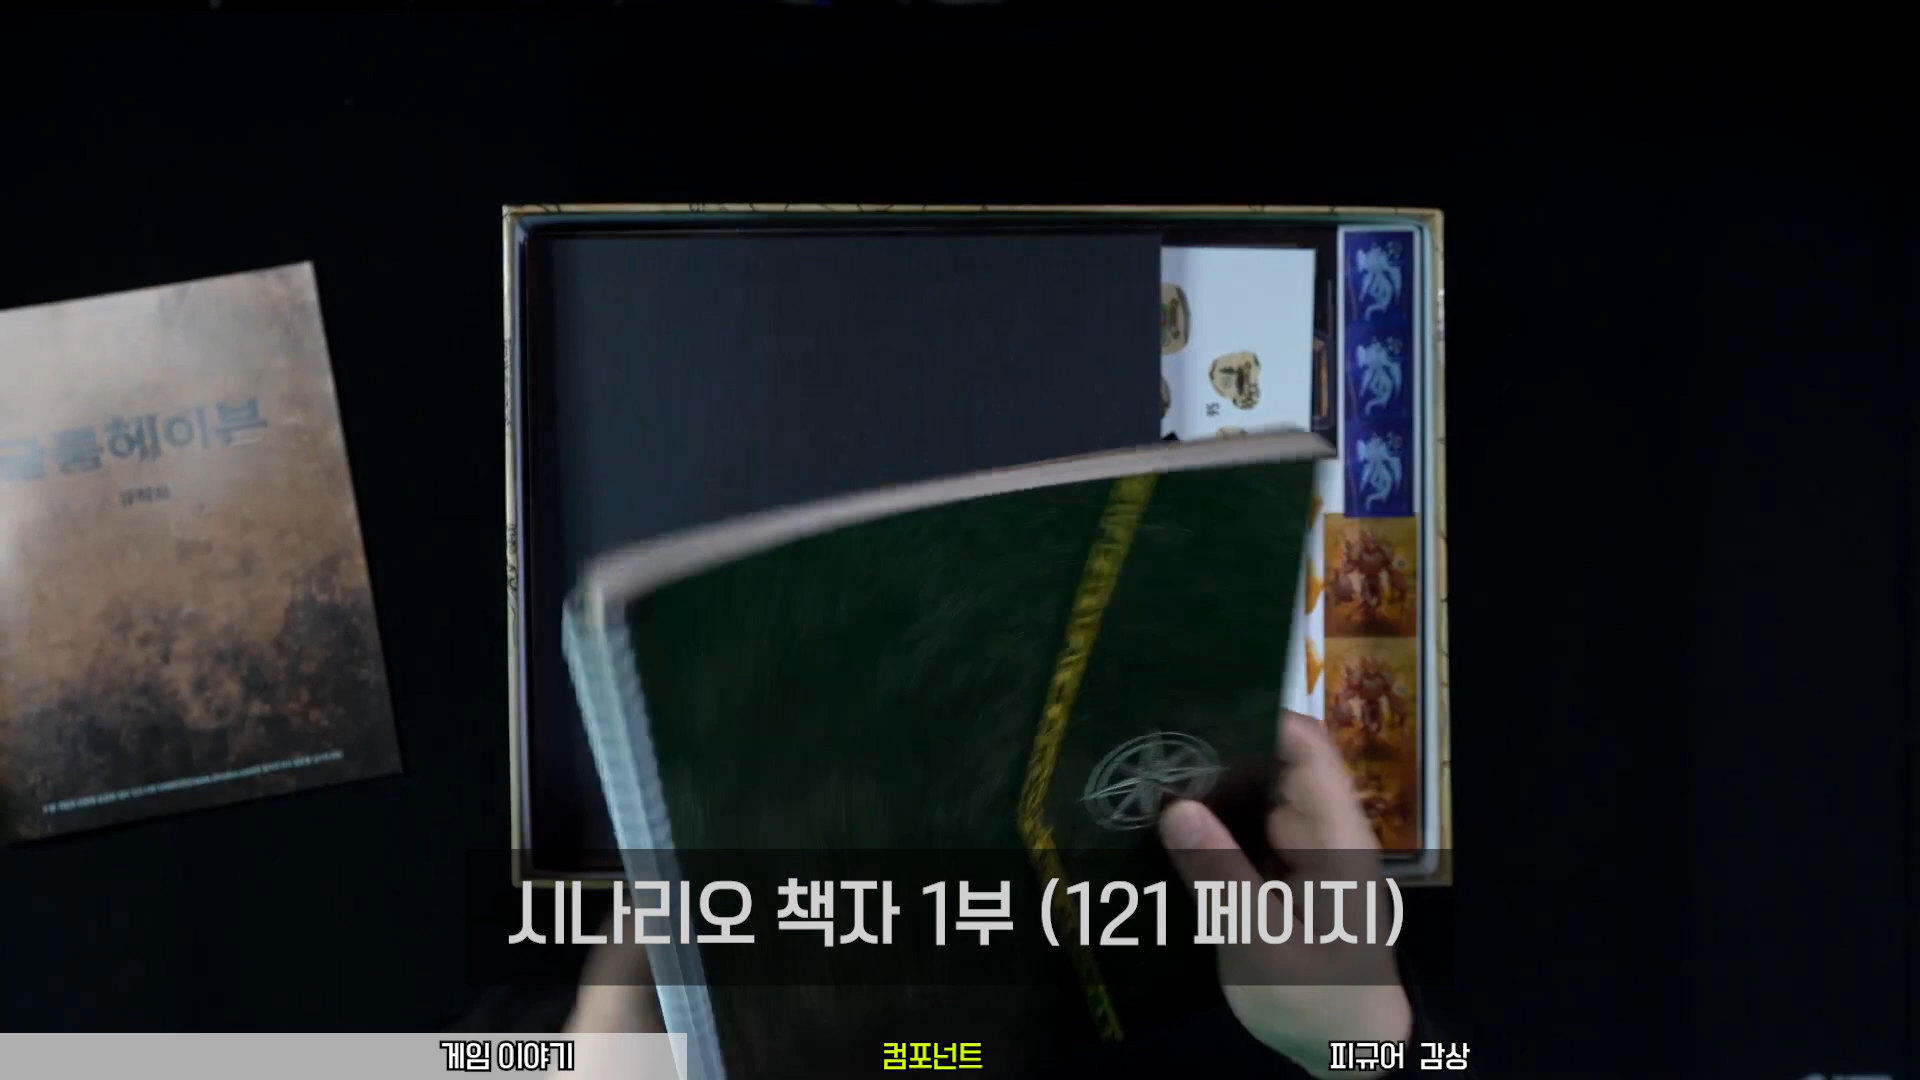 글룸헤이븐
규칙서
95
시나리오 책자 1부 (121 페이지)
게임 이야기
컴포넌트
피규어 감상